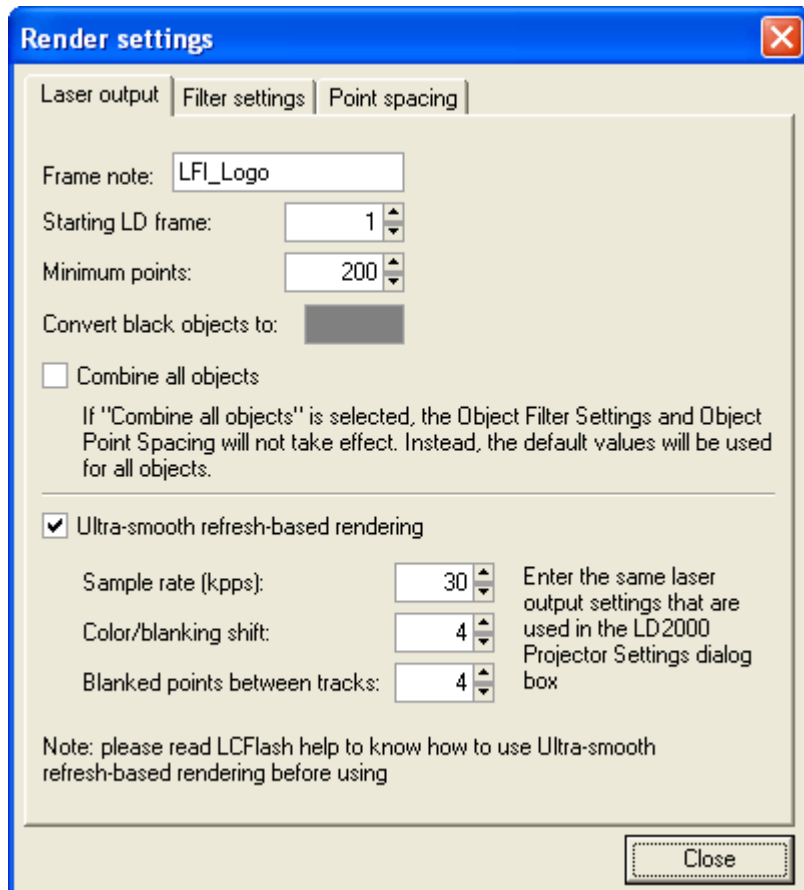 Render settings
Laser output Filter settings Point spacing
Frame note: LFI_Logo
Starting LD frame: 1
Minimum points: 200
Convert black objects to:
Combine all objects
If "Combine all objects" is selected, the Object Filter Settings and Object
Point Spacing will not take effect. Instead, the default values will be used
for all objects.
Ultra-smooth refresh-based rendering
Sample rate (kpps): 30
Color/blanking shift: 4
Blanked points between tracks: 4
Enter the same laser
output settings that are
used in the LD2000
Projector Settings dialog
box
Note: please read LCFlash help to know how to use Ultra-smooth
refresh-based rendering before using
Close